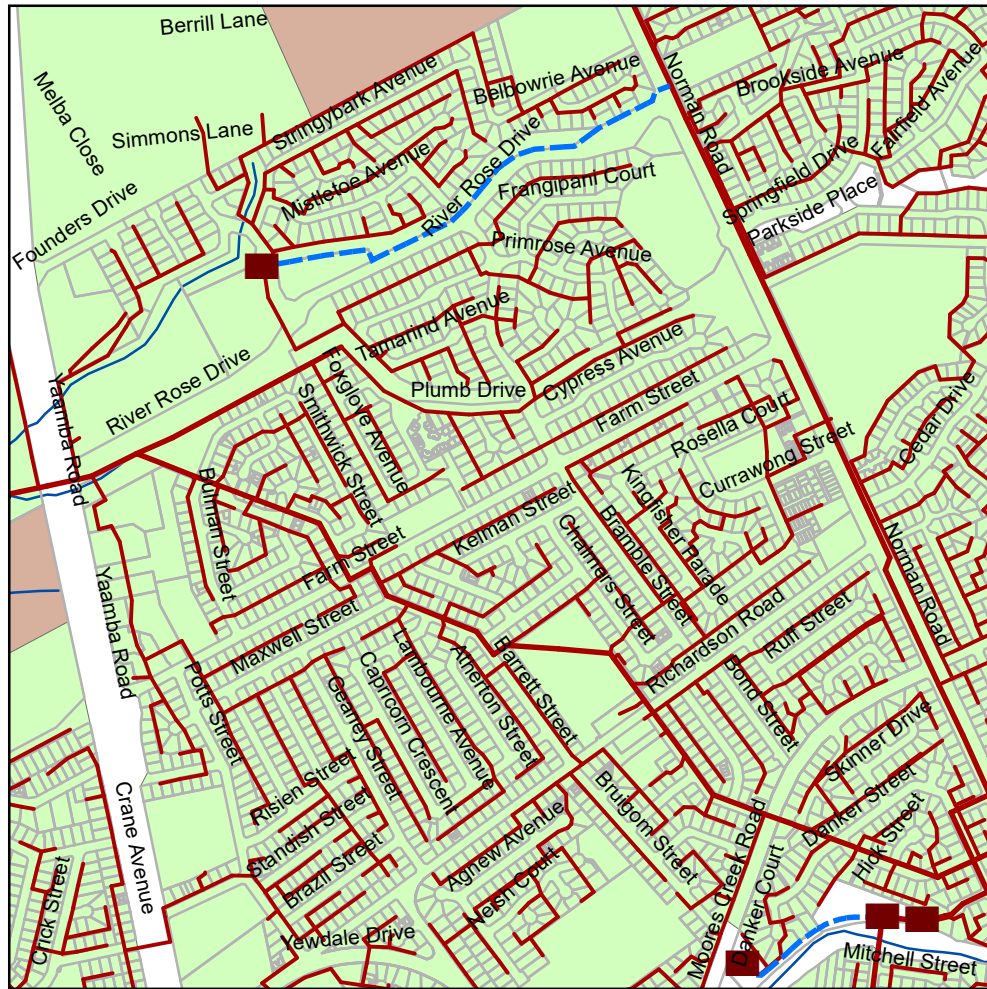 Berrill Lane
Melba Close
Simmons Lane
Stringybark Avenue
Belbowrie Avenue
Norman Road
Brookside Avenue
Fairfield Avenue
Mistletoe Avenue
River Rose Drive
Frangipani Court
Springfield Drive
Parkside Place
Founders Drive
Primrose Avenue
Tamarind Avenue
Cypress Avenue
Plumb Drive
River Rose Drive
Foxglove Avenue
Smithwick Street
Yaamba Road
Farm Street
Rosella Court
Currawong Street
Cedar Drive
Bulman Street
Kelman Street
Kingfisher Parade
Bramble Street
Chalmers Street
Norman Road
Farm Street
Yaamba Road
Maxwell Street
Richardson Road
Ruff Street
Bond Street
Potts Street
Geaney Street
Capricorn Crescent
Lambourne Avenue
Atherton Street
Barrett Street
Skinner Drive
Danker Street
Hick Street
Risien Street
Standish Street
Brazil Street
Agnew Avenue
Neish Court
Bruigom Street
Moores Creek Road
Danker Court
Crane Avenue
Crick Street
Yewdale Drive
Mitchell Street